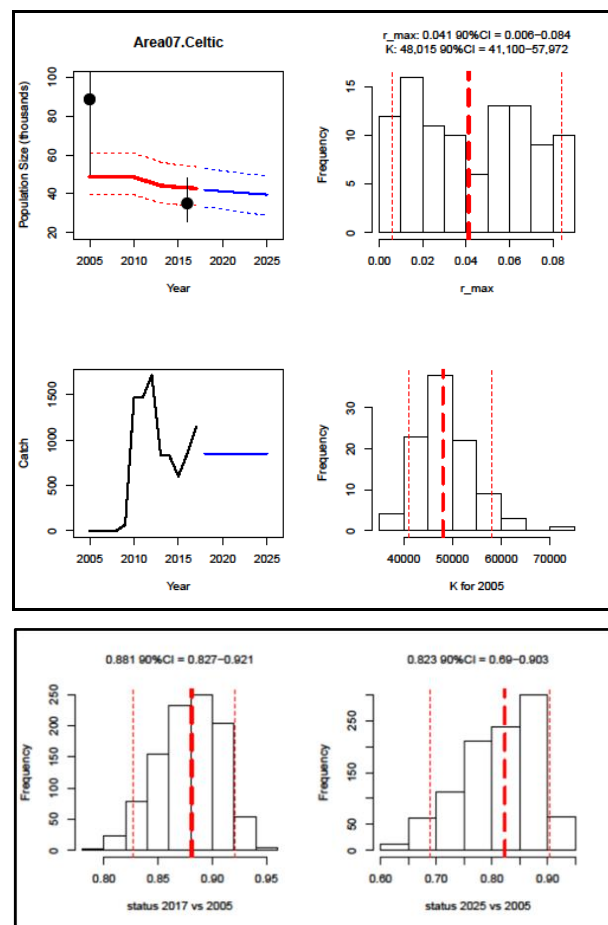 Area07.Celtic
Population Size (thousands)
100
80
60
40
20
2005 2010 2015 2020 2025
Year
r_max: 0.041 90%CI = 0.006−0.084
K: 48,015 90%CI = 41,100−57,972
Frequency
15
10
5
0
0.00 0.02 0.04 0.06 0.08
r_max
Catch
1500
1000
500
0
2005 2010 2015 2020 2025
Year
Frequency
30
20
10
0
40000 50000 60000 70000
K for 2005
0.881 90%CI = 0.827−0.921
Frequency
250
200
150
100
50
0
0.80 0.85 0.90 0.95
status 2017 vs 2005
0.823 90%CI = 0.69−0.903
Frequency
250
150
50
0
0.60 0.70 0.80 0.90
status 2025 vs 2005